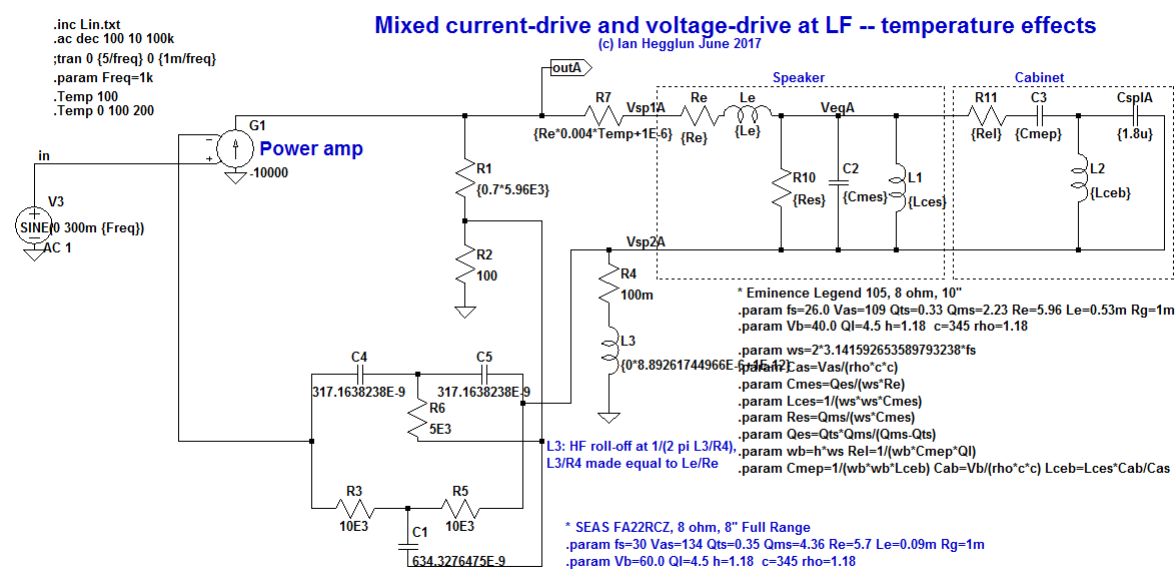 Mixed current-drive and voltage-drive at LF -- temperature effects
(c) Ian Hegglun June 2017
.inc Lin.txt
.ac dec 100 10 100k
;tran 0 {5/freq} 0 {1m/freq}
.param Freq=1k
.Temp 100
.Temp 0 100 200
outA
Speaker
Cabinet
G1
Power amp
-10000
in
V3
SINE(0 300m {Freq})
AC 1
R7
{Re*0.004*Temp+1E-6}
Vsp1A
Re
{Re}
Le
{Le}
VeqA
R11
{Rel}
C3
{Cmep}
CsplA
{1.8u}
R1
{0.7*5.96E3}
R10
{Res}
C2
{Cmes}
L1
{Lces}
L2
{Lceb}
R2
100
Vsp2A
R4
100m
L3
{0*8.89261744966E-6+1E-12}
* Eminence Legend 105, 8 ohm, 10"
.param fs=26.0 Vas=109 Qts=0.33 Qms=2.23 Re=5.96 Le=0.53m Rg=1m
.param Vb=40.0 Ql=4.5 h=1.18 c=345 rho=1.18
.param ws=2*3.141592653589793238*fs
.param Cas=Vas/(rho*c*c)
.param Cmes=Qes/(ws*Re)
.param Lces=1/(ws*ws*Cmes)
.param Res=Qms/(ws*Cmes)
.param Qes=Qts*Qms/(Qms-Qts)
.param wb=h*ws Rel=1/(wb*Cmep*Ql)
.param Cmep=1/(wb*wb*Lceb) Cab=Vb/(rho*c*c) Lceb=Lces*Cab/Cas
C4
317.1638238E-9
C5
317.1638238E-9
R6
5E3
L3: HF roll-off at 1/(2 pi L3/R4),
L3/R4 made equal to Le/Re
R3
10E3
R5
10E3
C1
634.3276475E-9
* SEAS FA22RCZ, 8 ohm, 8" Full Range
.param fs=30 Vas=134 Qts=0.35 Qms=4.36 Re=5.7 Le=0.09m Rg=1m
.param Vb=60.0 Ql=4.5 h=1.18 c=345 rho=1.18